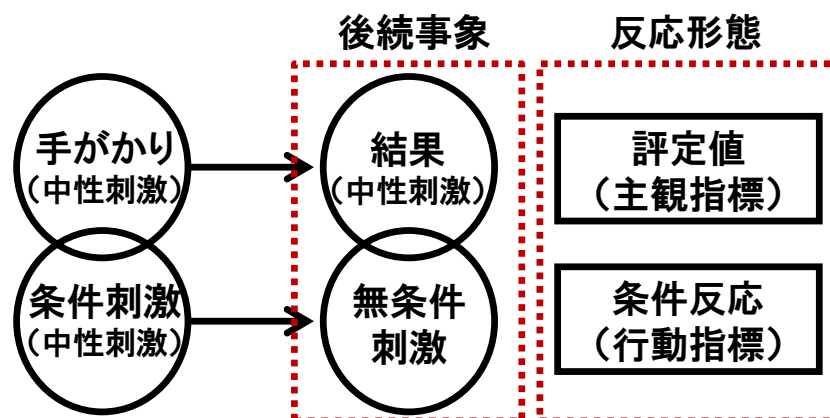 後続事象
反応形態
手がかり
(中性刺激)
結果
(中性刺激)
評定値
(主観指標)
条件刺激
(中性刺激)
無条件
刺激
条件反応
(行動指標)